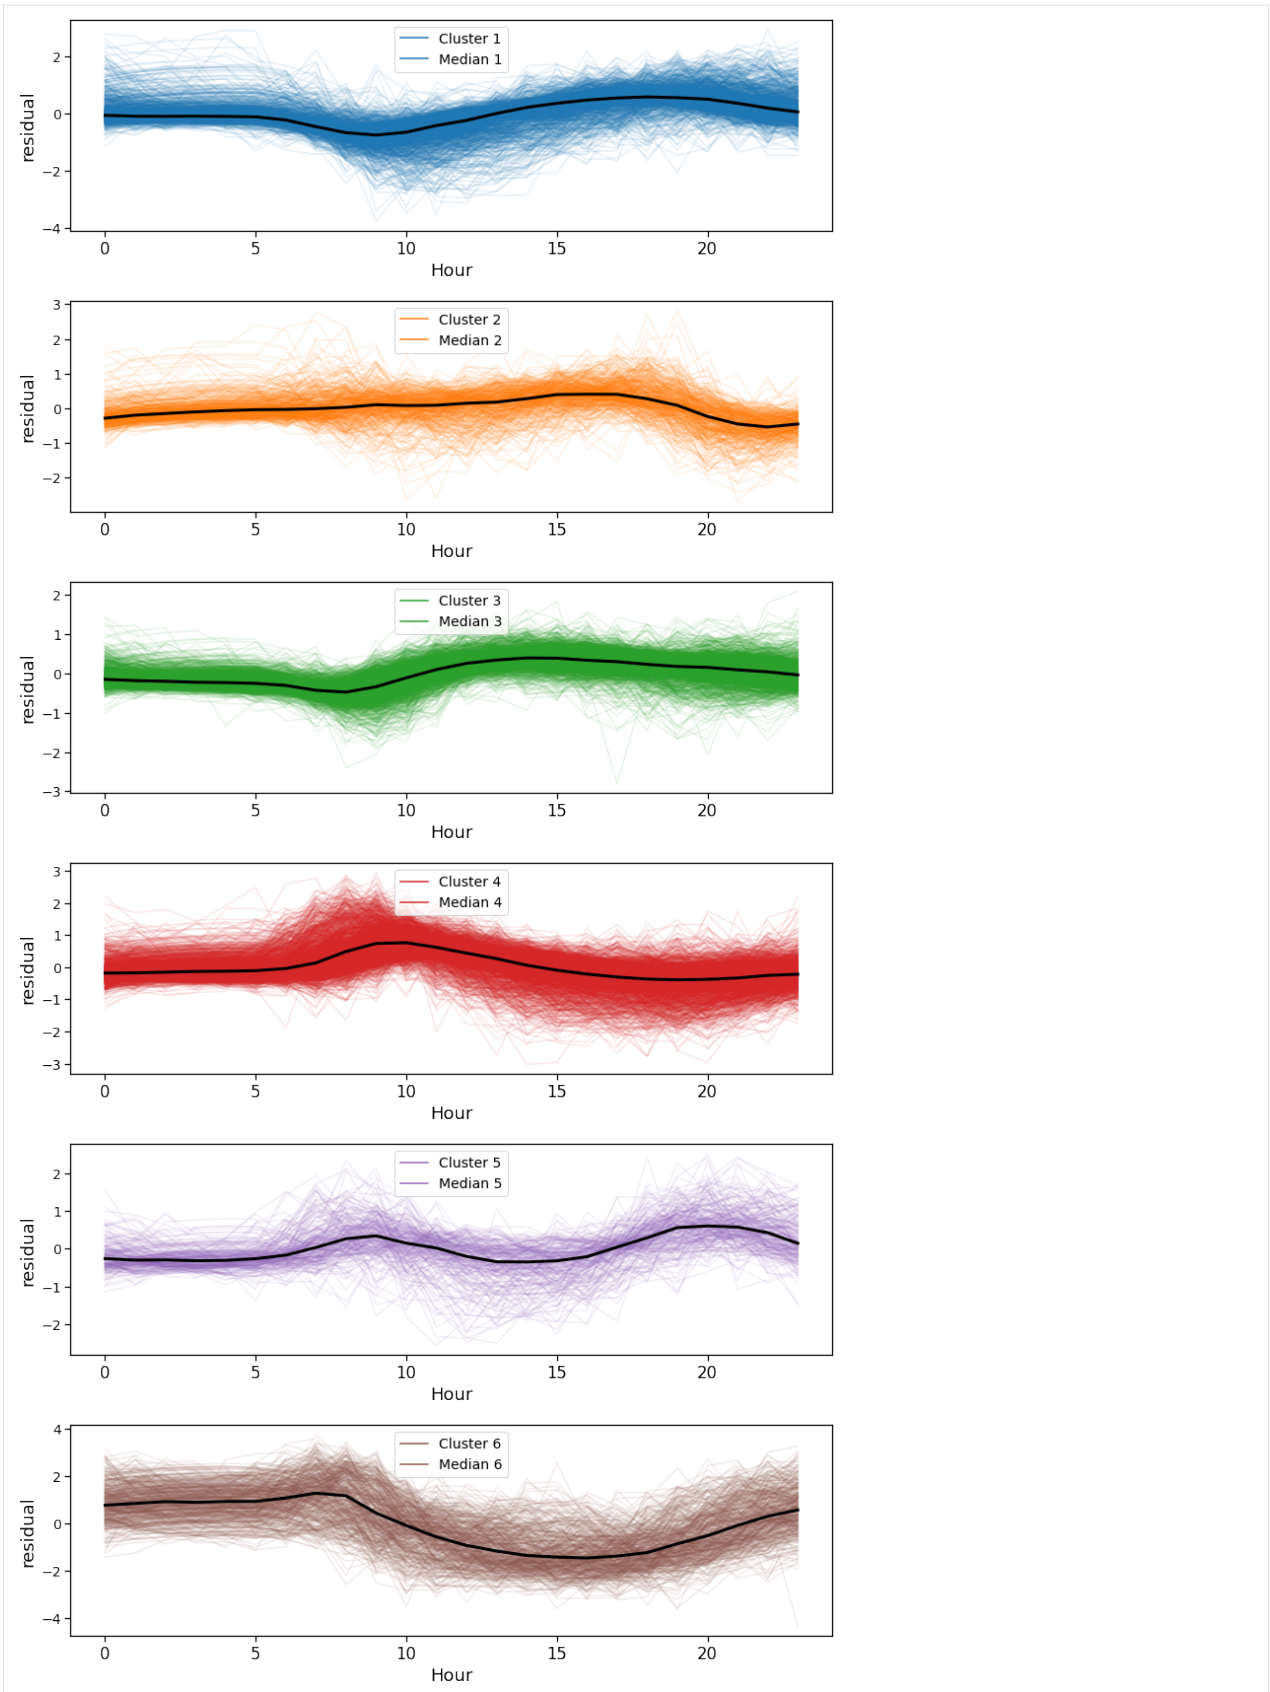 Cluster 1
Median 1
2
0
−2
−4
residual
0 5 10 15 20
Hour
Cluster 2
Median 2
3
2
1
0
−1
−2
residual
0 5 10 15 20
Hour
Cluster 3
Median 3
2
1
0
−1
−2
−3
residual
0 5 10 15 20
Hour
Cluster 4
Median 4
3
2
1
0
−1
−2
−3
residual
0 5 10 15 20
Hour
Cluster 5
Median 5
2
1
0
−1
−2
residual
0 5 10 15 20
Hour
Cluster 6
Median 6
4
2
0
−2
−4
residual
0 5 10 15 20
Hour